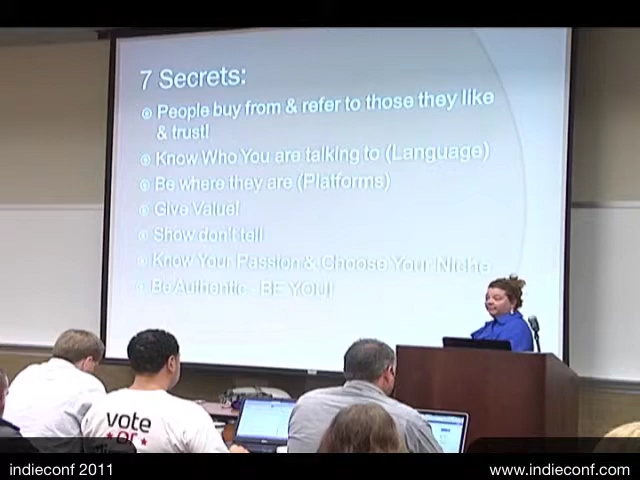 7 Secrets:
People buy from & refer to those they like
& trust!
Know Who You are talking to (Language)
Be where they are (Platforms)
Give Value!
Show don't tell
Know Your Passion & Choose Your Niche
Be Authentic BE YOU!
vote
or
indieconf 2011
www.indieconf.com